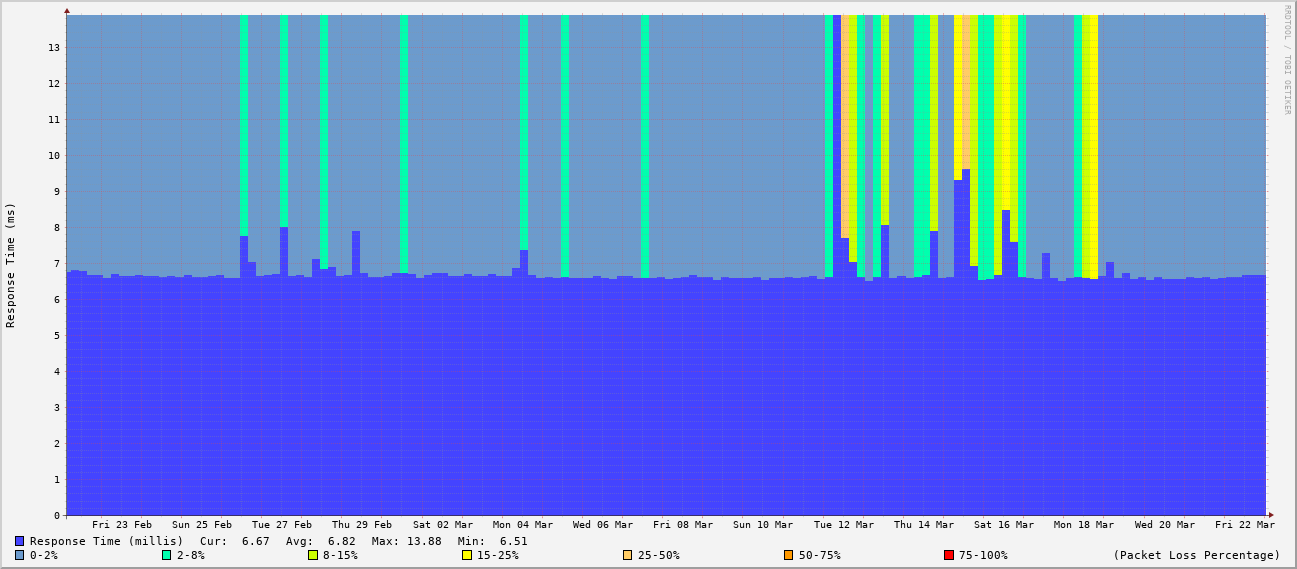 RRDTOOL / TOBI OETIKER
Response Time (ms)
13
12
11
10
9
8
7
6
5
4
3
2
1
0
Fri 23 Feb Sun 25 Feb Tue 27 Feb Thu 29 Feb Sat 02 Mar Mon 04 Mar Wed 06 Mar Fri 08 Mar Sun 10 Mar Tue 12 Mar Thu 14 Mar Sat 16 Mar Mon 18 Mar Wed 20 Mar Fri 22 Mar
Response Time (millis) Cur: 6.67 Avg: 6.82 Max: 13.88 Min: 6.51
0-2% 2-8% 8-15% 15-25% 25-50% 50-75% 75-100% (Packet Loss Percentage)